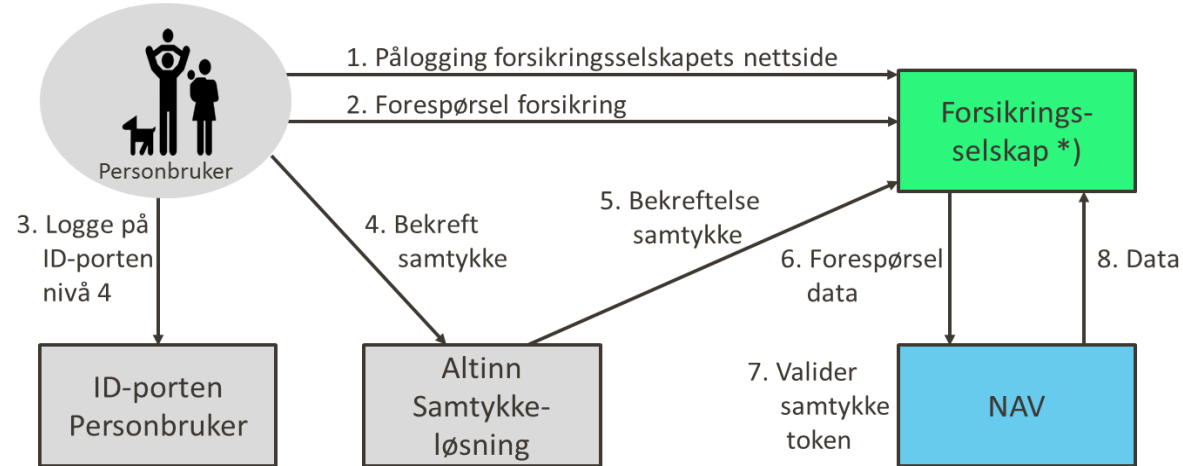 1. Pålogging forsikringsselskapets nettside
2. Forespørsel forsikring
Personbruker
Forsikrings-
selskap *)
3. Logge på
ID-porten
nivå 4
4. Bekreft
samtykke
5. Bekreftelse
samtykke
6. Forespørsel
data
8. Data
ID-porten
Personbruker
Altinn
Samtykke-
løsning
7. Valider
samtykke
token
NAV